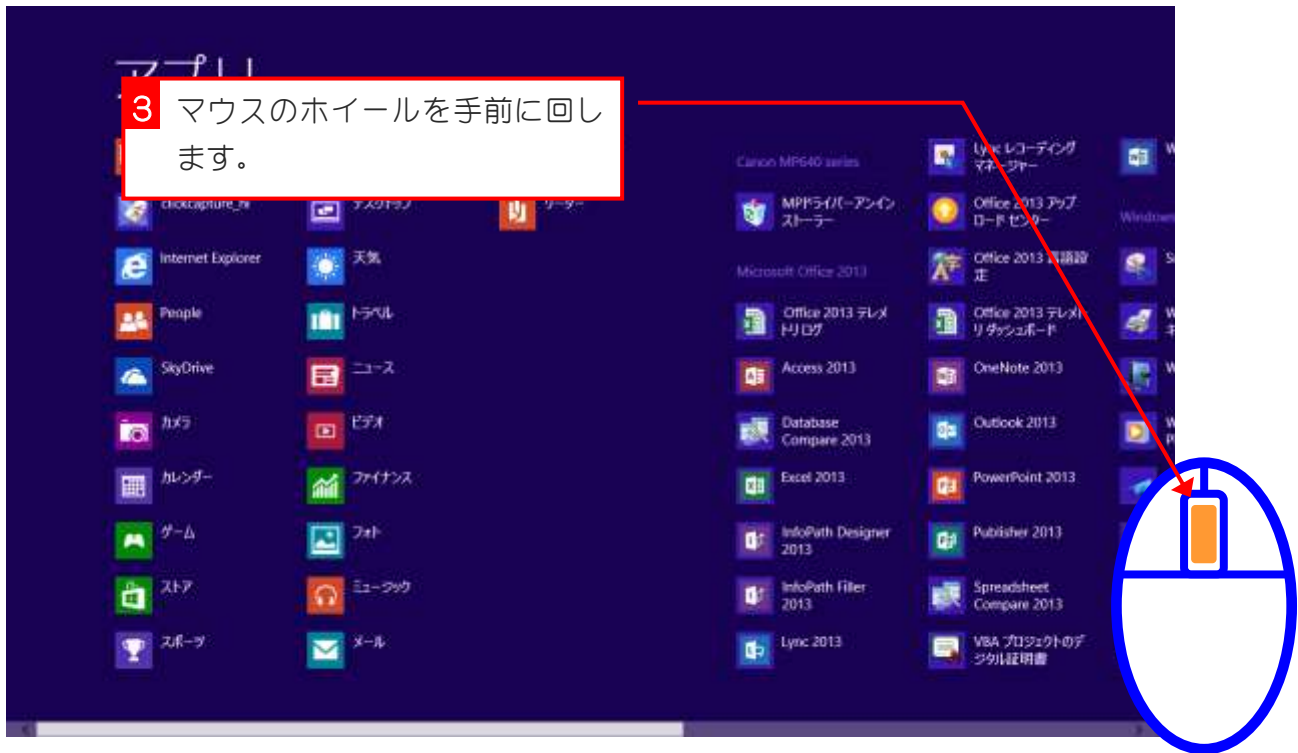 アプリ
3 マウスのホイールを手前に回し
ます。
clickcapture_hl
Internet Explorer
People
SkyDrive
カメラ
カレンダー
ゲーム
ストア
スポーツ
デスクトップ
天気
トラベル
ニュース
ビデオ
ファイナンス
フォト
ミュージック
メール
リーダー
Canon MP640 series
MPドライバーアンイン
ストーラー
Microsoft Office 2013
Office 2013 テレメ
トリ ログ
Access 2013
Database
Compare 2013
Excel 2013
InfoPath Designer
2013
InfoPath Filler
2013
Lync 2013
Lync レコーディング
マネージャー
Office 2013 アップ
ロード センター
Office 2013 言語設
定
Office 2013 テレメト
リ ダッシュボード
OneNote 2013
Outlook 2013
PowerPoint 2013
Publisher 2013
Spreadsheet
Compare 2013
VBA プロジェクトのデ
ジタル証明書
Windows